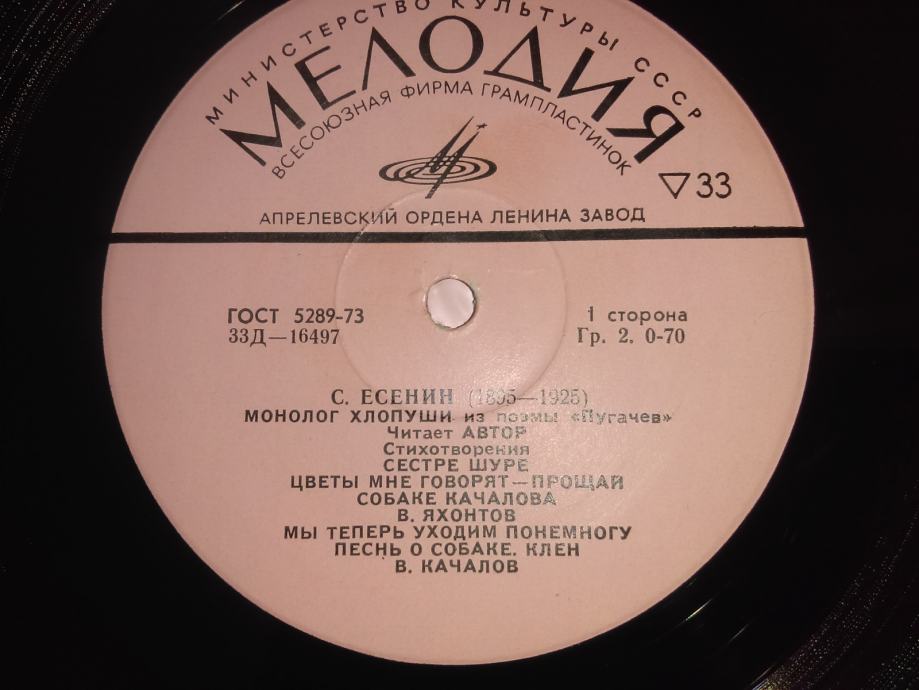 МИНИСТЕРСТВО КУЛЬТУРЫ СССР
МЕЛОДИЯ
ВСЕСОЮЗНАЯ ФИРМА ГРАМПЛАСТИНОК
▽33
АПРЕЛЕВСКИЙ ОРДЕНА ЛЕНИНА ЗАВОД
ГОСТ 5289-73
33Д—16497
1 сторона
Гр. 2. 0-70
С. ЕСЕНИН (1895—1925)
МОНОЛОГ ХЛОПУШИ из поэмы «Пугачев»
Читает АВТОР
Стихотворения
СЕСТРЕ ШУРЕ
ЦВЕТЫ МНЕ ГОВОРЯТ—ПРОЩАЙ
СОБАКЕ КАЧАЛОВА
В. ЯХОНТОВ
МЫ ТЕПЕРЬ УХОДИМ ПОНЕМНОГУ
ПЕСНЬ О СОБАКЕ. КЛЕН
В. КАЧАЛОВ